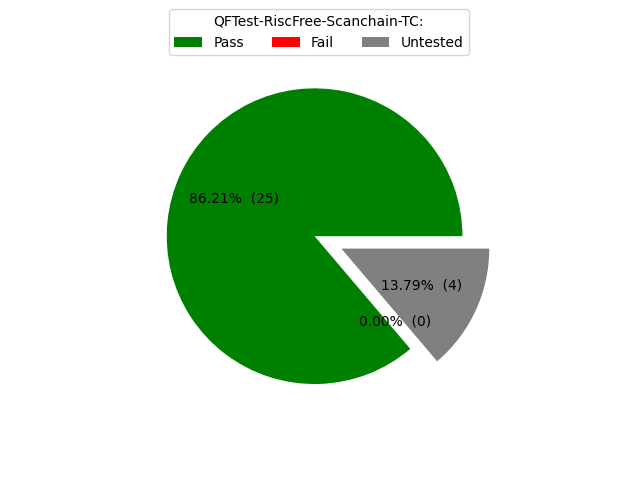 QFTest-RiscFree-Scanchain-TC:
Pass Fail Untested
86.21% (25)
13.79% (4)
0.00% (0)